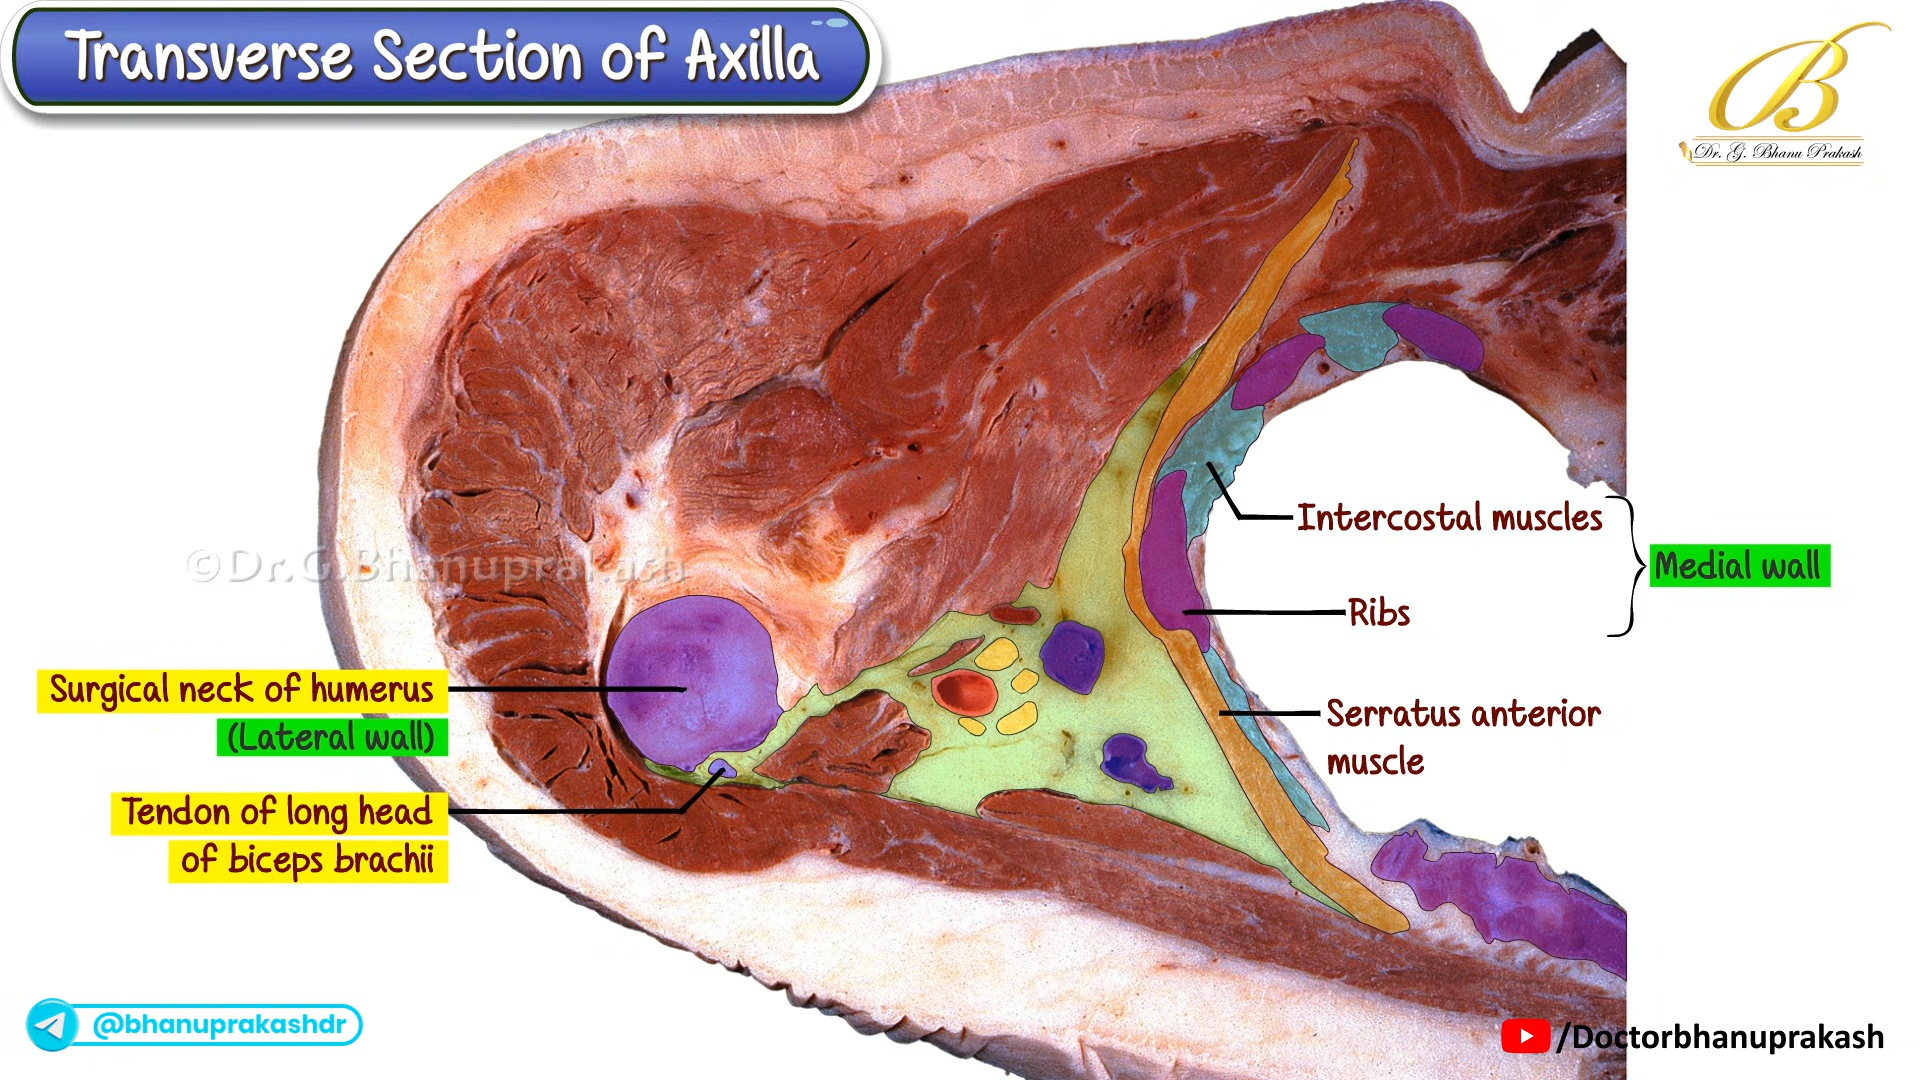 Transverse Section of Axilla
B
Dr. G. Bhanu Prakash
Intercostal muscles
Medial wall
©Dr.G.Bhanuprakash
Ribs
Surgical neck of humerus
(Lateral wall)
Serratus anterior
muscle
Tendon of long head
of biceps brachii
@bhanuprakashdr
/Doctorbhanuprakash